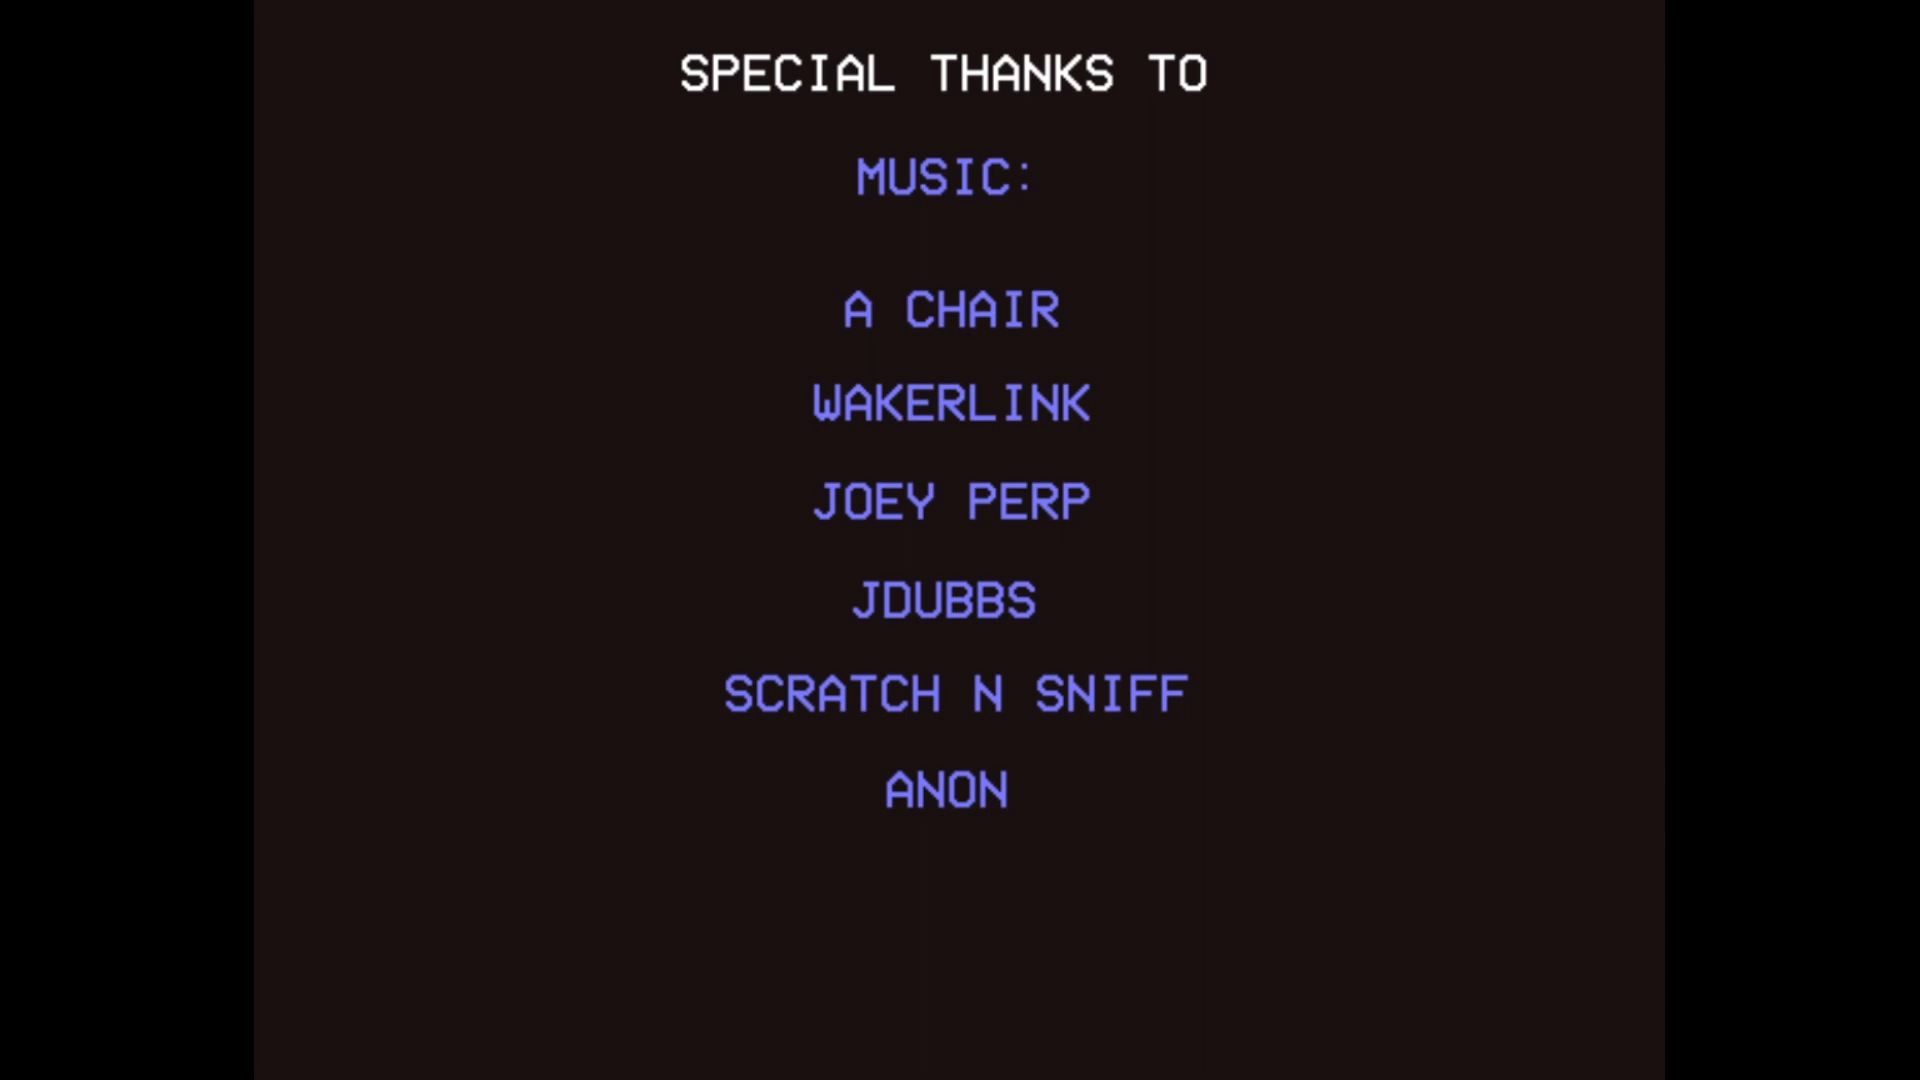 SPECIAL THANKS TO
MUSIC:
A CHAIR
WAKERLINK
JOEY PERP
JDUBBS
SCRATCH N SNIFF
ANON